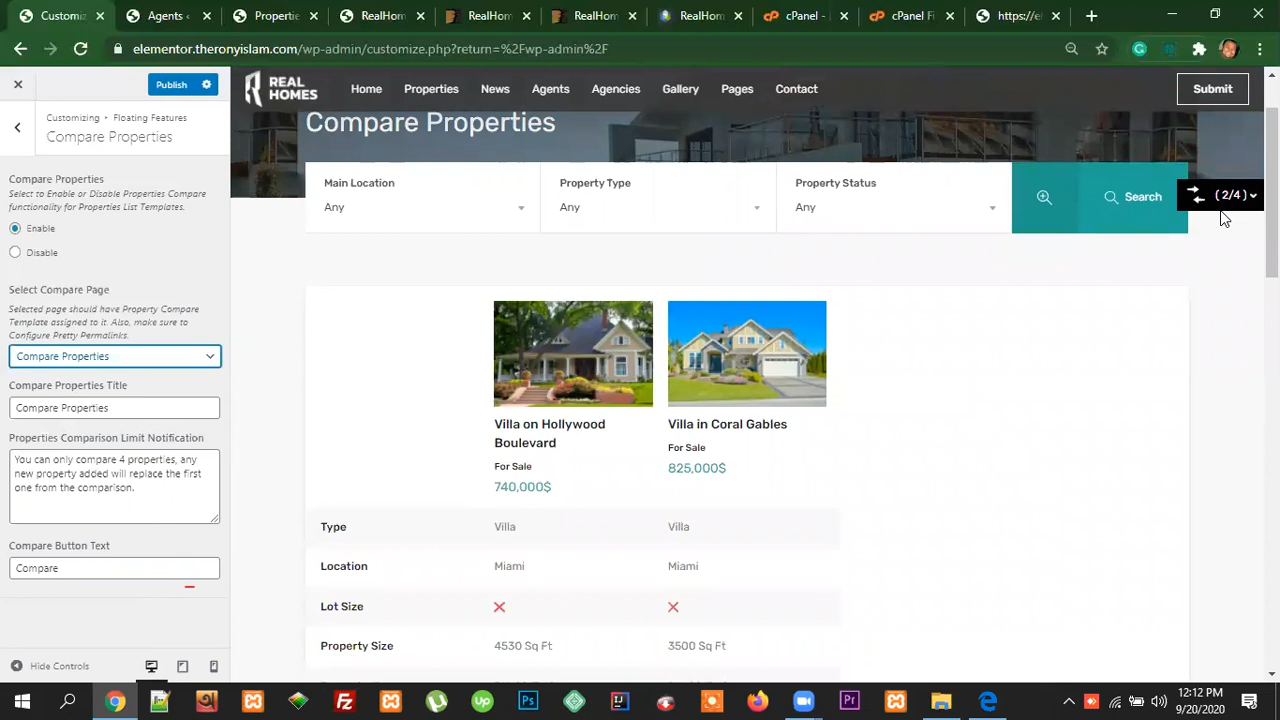 Agents
Properti
RealHom
RealHom
RealHom
RealHom
cPanel -
cPanel F
https://el
elementor.theronyislam.com/wp-admin/customize.php?return=%2Fwp-admin%2F
Publish
REAL HOMES
Home Properties News Agents Agencies Gallery Pages Contact
Submit
Customizing ▸ Floating Features
Compare Properties
Compare Properties
Main Location
Any
Property Type
Any
Property Status
Any
Search
(2/4)
Compare Properties
Select to Enable or Disable Properties Compare
functionality for Properties List Templates.
Enable
Disable
Select Compare Page
Selected page should have Property Compare
Template assigned to it. Also, make sure to
Configure Pretty Permalinks.
Compare Properties
Compare Properties Title
Compare Properties
Properties Comparison Limit Notification
You can only compare 4 properties, any
new property added will replace the first
one from the comparison.
Compare Button Text
Compare
Hide Controls
Villa on Hollywood
Boulevard
For Sale
740,000$
Villa in Coral Gables
For Sale
825,000$
Type Villa Villa
Location Miami Miami
Lot Size
Property Size 4530 Sq Ft 3500 Sq Ft
12:12 PM
9/20/2020